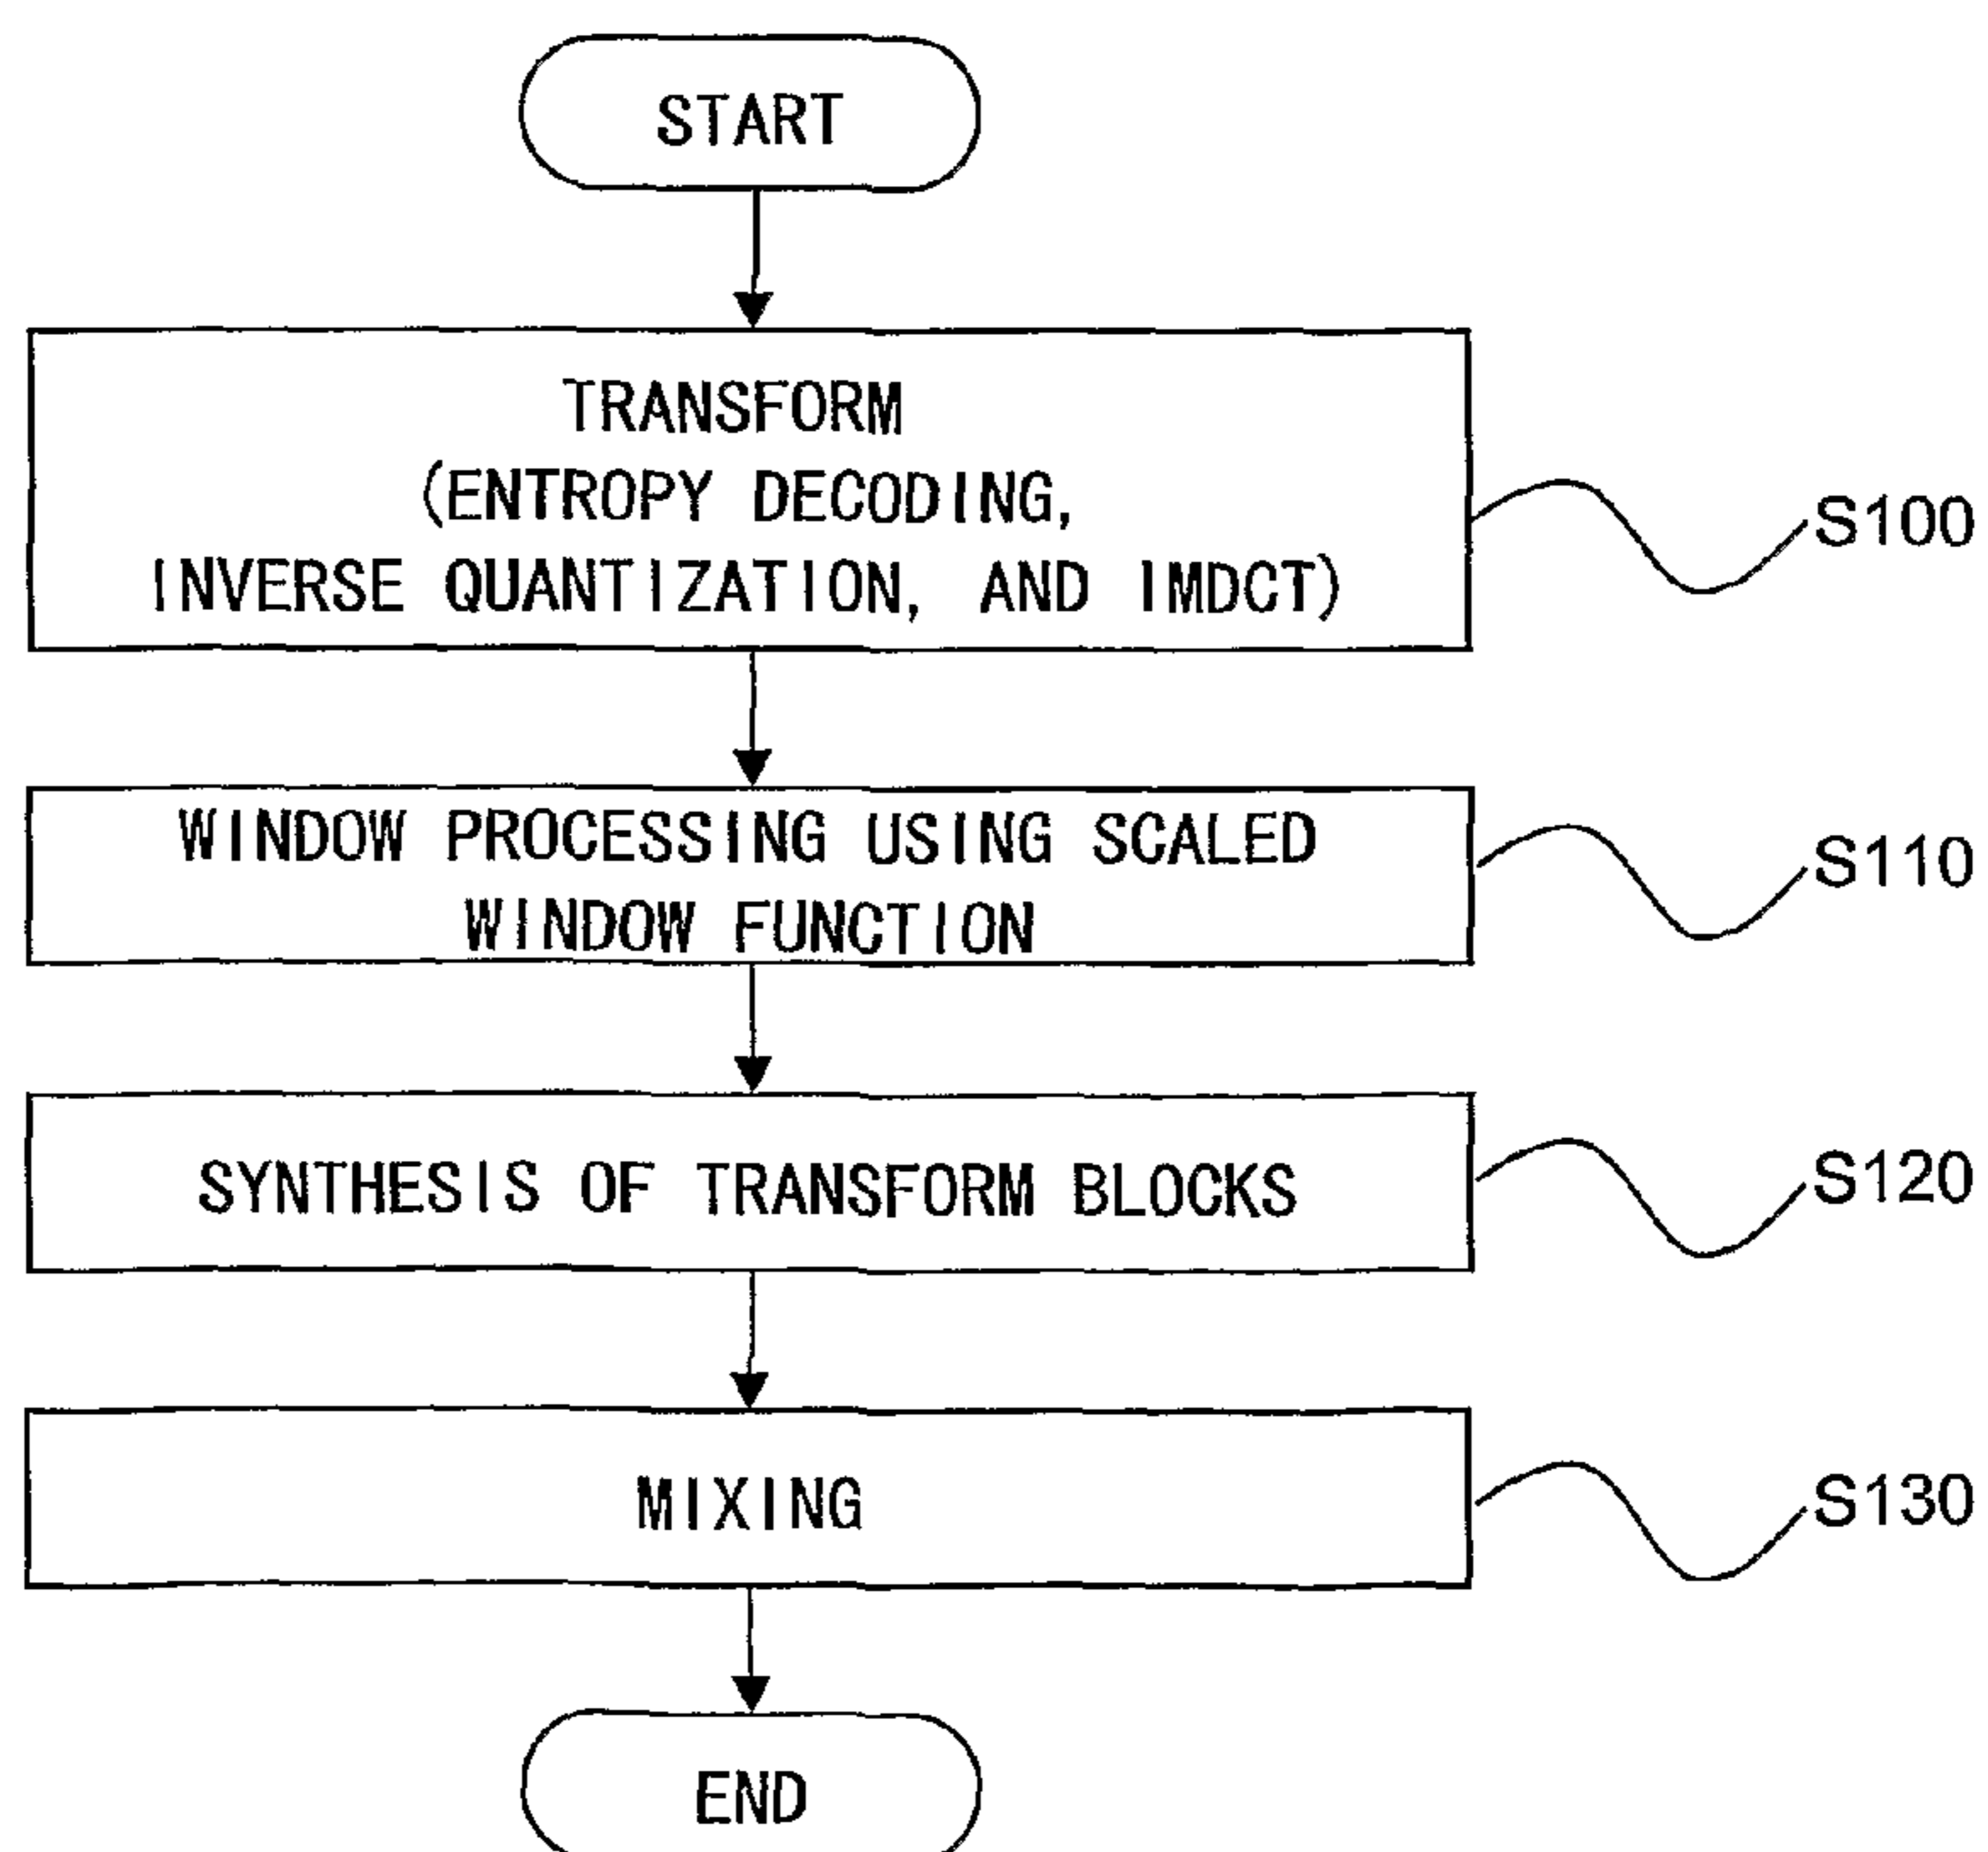 START
TRANSFORM
(ENTROPY DECODING,
INVERSE QUANTIZATION, AND IMDCT)
S100
WINDOW PROCESSING USING SCALED
WINDOW FUNCTION
S110
SYNTHESIS OF TRANSFORM BLOCKS
S120
MIXING
S130
END